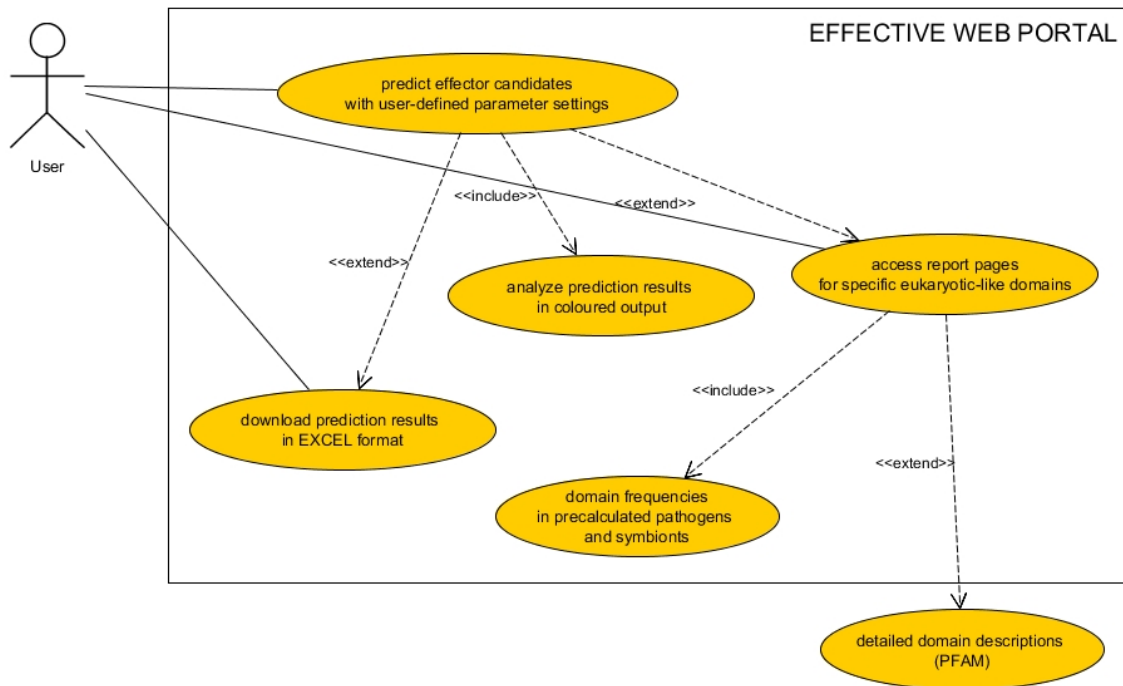 EFFECTIVE WEB PORTAL
predict effector candidates
with user-defined parameter settings
User
<<include>>
<<extend>>
<<extend>>
access report pages
for specific eukaryotic-like domains
analyze prediction results
in coloured output
<<include>>
download prediction results
in EXCEL format
<<extend>>
domain frequencies
in precalculated pathogens
and symbionts
detailed domain descriptions
(PFAM)